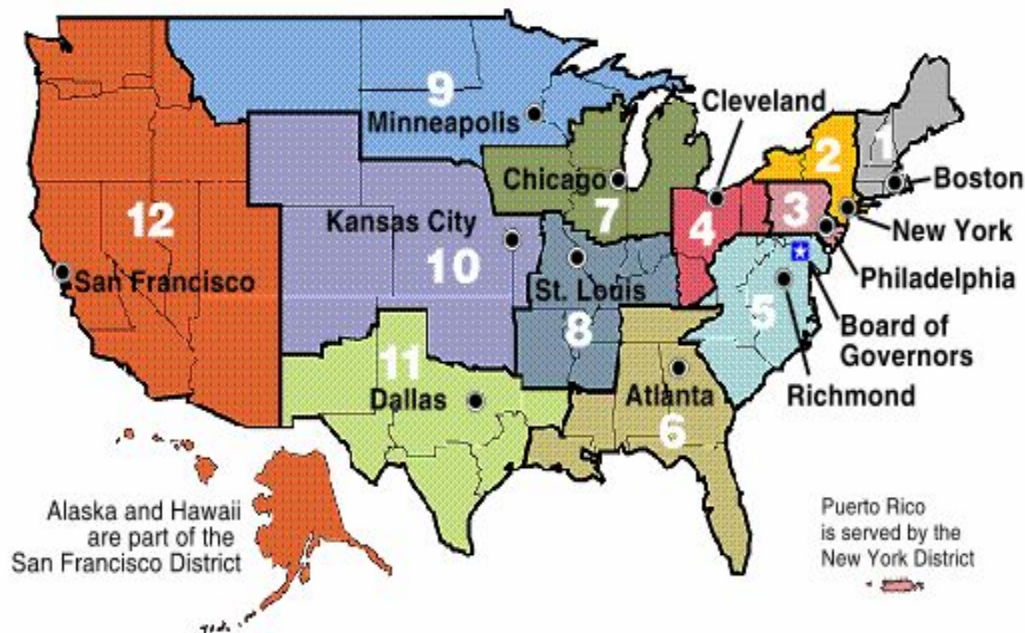 9
Minneapolis
Cleveland
2
1
Chicago
7
Boston
12
Kansas City
10
4
3
New York
San Francisco
St. Louis
8
5
Philadelphia
Board of
Governors
11
Dallas
Atlanta
6
Richmond
Alaska and Hawaii
are part of the
San Francisco District
Puerto Rico
is served by the
New York District